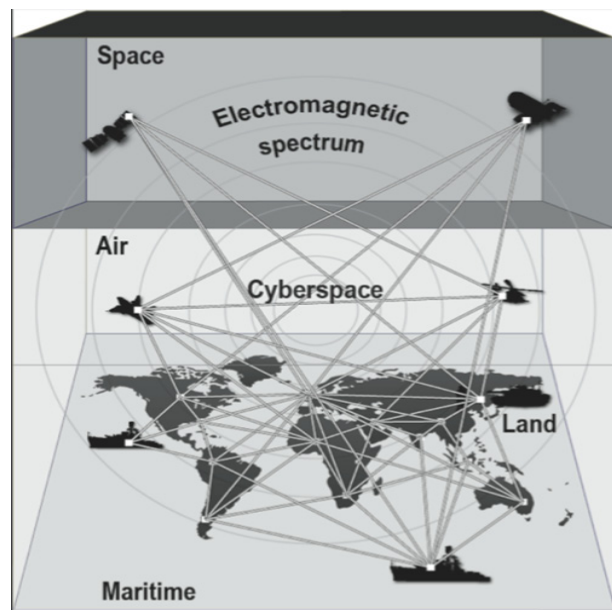 Space
Electromagnetic
spectrum
Air
Cyberspace
Land
Maritime